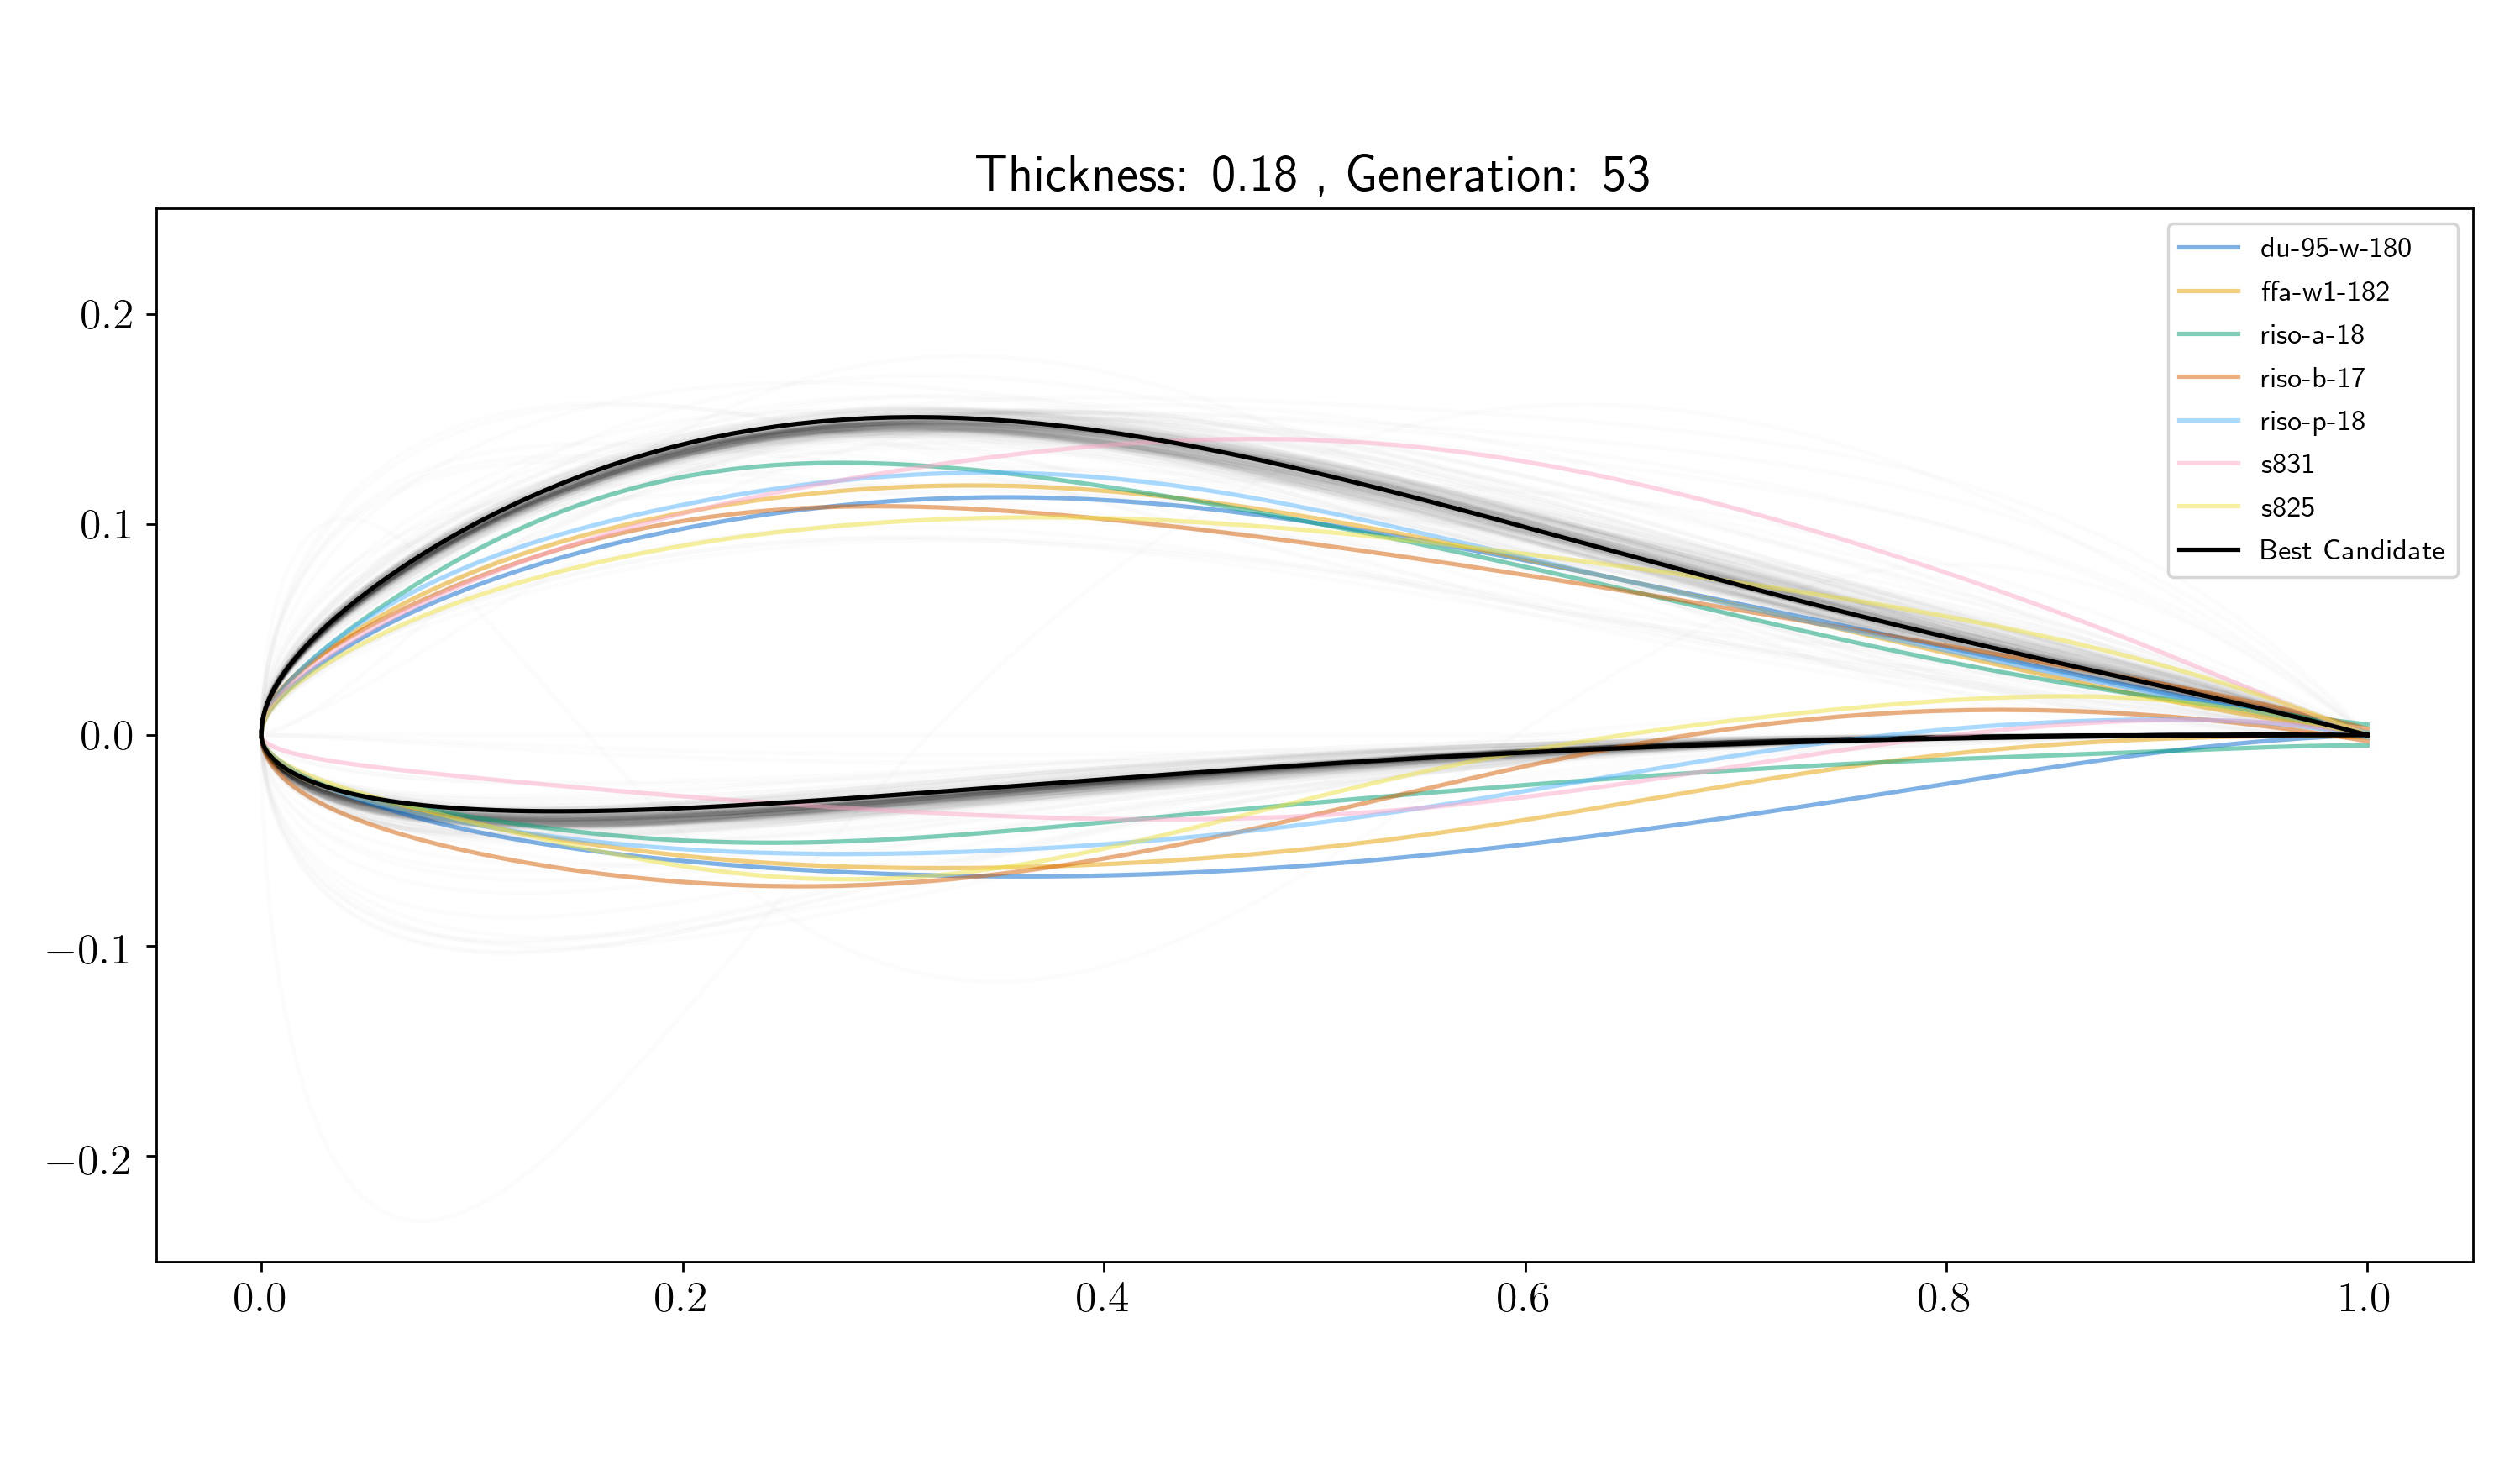 Thickness: 0.18 , Generation: 53
du-95-w-180
ffa-w1-182
riso-a-18
riso-b-17
riso-p-18
s831
s825
Best Candidate
0.2
0.1
0.0
−0.1
−0.2
0.0 0.2 0.4 0.6 0.8 1.0